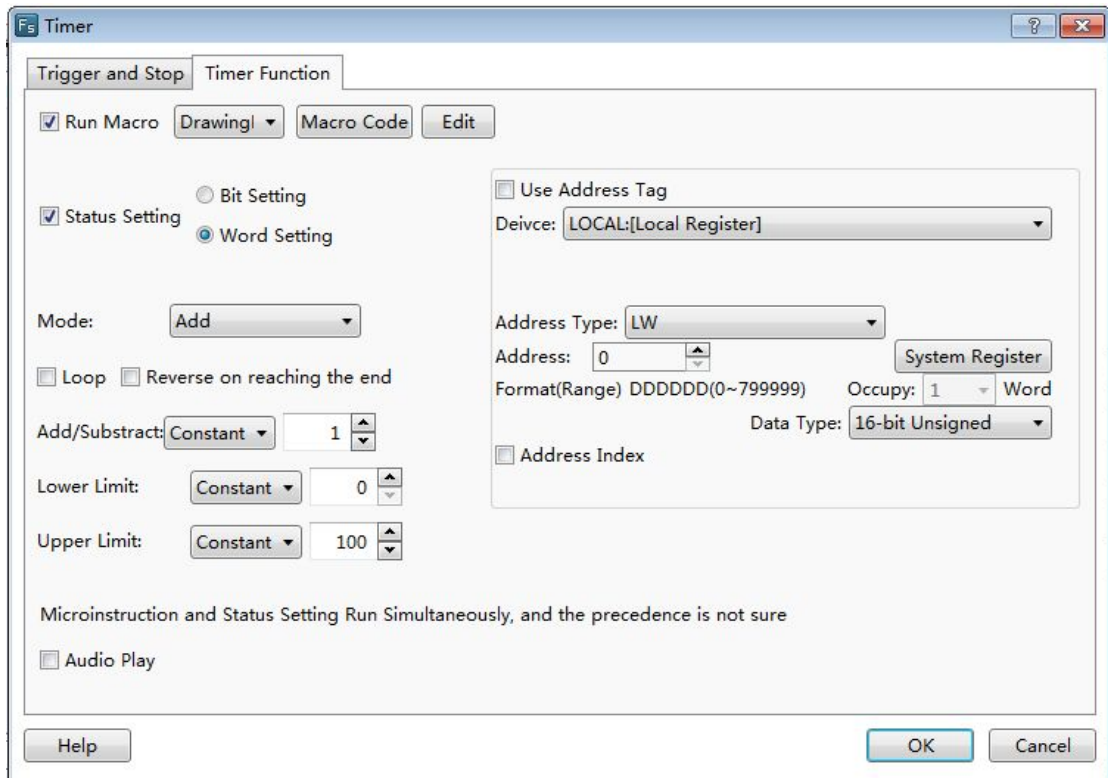 Fs Timer
Trigger and Stop Timer Function
Run Macro DrawingI Macro Code Edit
Status Setting
Bit Setting
Word Setting
Mode: Add
Loop Reverse on reaching the end
Add/Substract: Constant 1
Lower Limit: Constant 0
Upper Limit: Constant 100
Use Address Tag
Deivce: LOCAL:[Local Register]
Address Type: LW
Address: 0 System Register
Format(Range) DDDDDD(0~799999) Occupy: 1 Word
Data Type: 16-bit Unsigned
Address Index
Microinstruction and Status Setting Run Simultaneously, and the precedence is not sure
Audio Play
Help OK Cancel